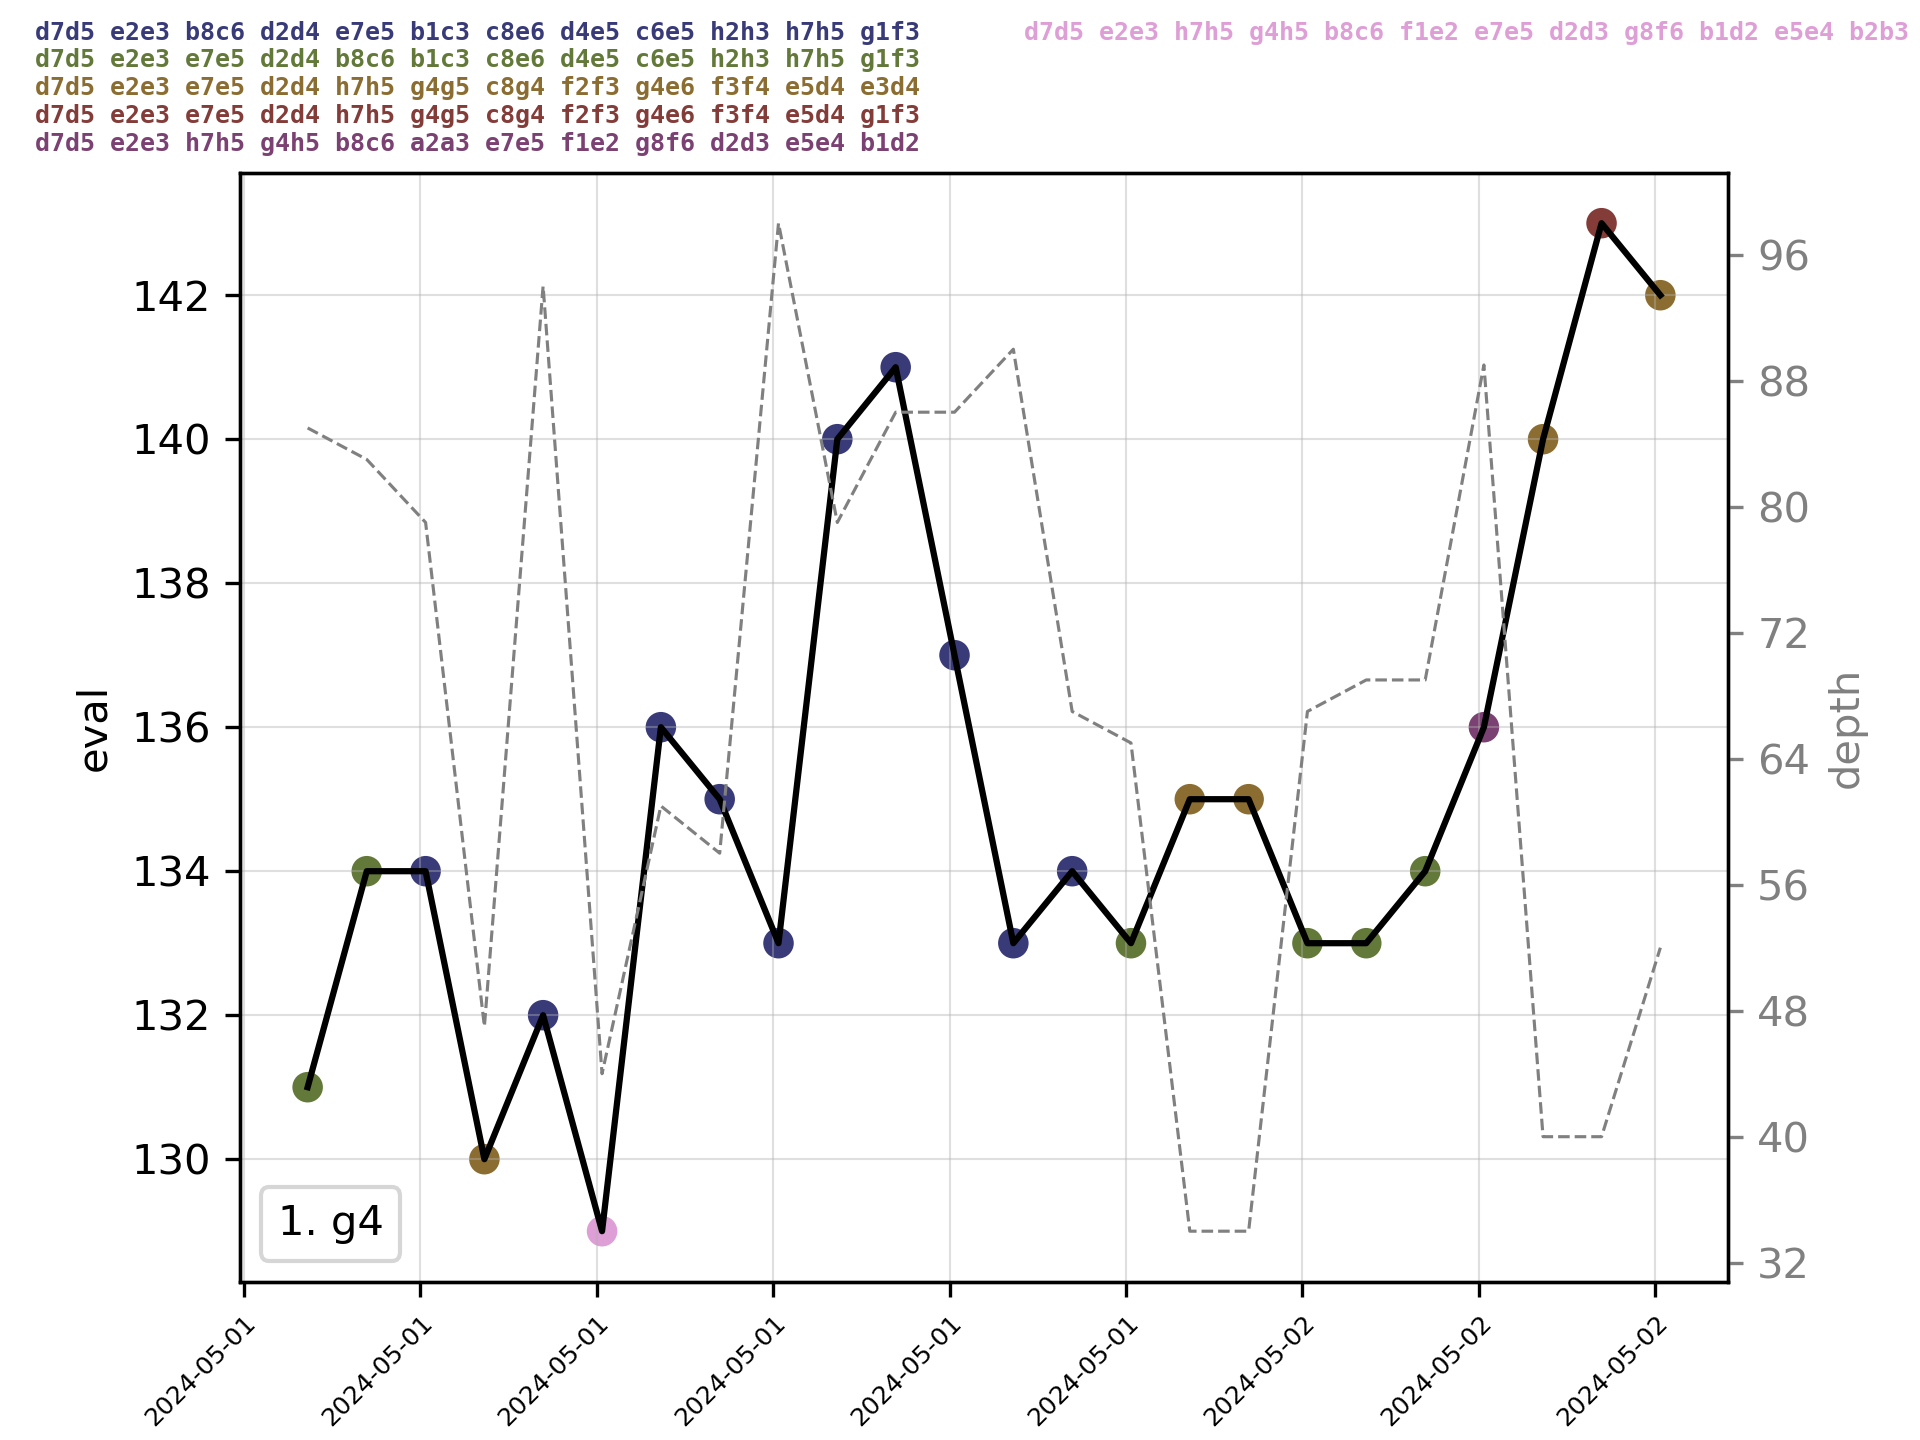 d7d5 e2e3 b8c6 d2d4 e7e5 b1c3 c8e6 d4e5 c6e5 h2h3 h7h5 g1f3
d7d5 e2e3 e7e5 d2d4 b8c6 b1c3 c8e6 d4e5 c6e5 h2h3 h7h5 g1f3
d7d5 e2e3 e7e5 d2d4 h7h5 g4g5 c8g4 f2f3 g4e6 f3f4 e5d4 e3d4
d7d5 e2e3 e7e5 d2d4 h7h5 g4g5 c8g4 f2f3 g4e6 f3f4 e5d4 g1f3
d7d5 e2e3 h7h5 g4h5 b8c6 a2a3 e7e5 f1e2 g8f6 d2d3 e5e4 b1d2
d7d5 e2e3 h7h5 g4h5 b8c6 f1e2 e7e5 d2d3 g8f6 b1d2 e5e4 b2b3
142
140
138
136
134
132
130
eval
96
88
80
72
64
56
48
40
32
depth
1. g4
2024-05-01
2024-05-01
2024-05-01
2024-05-01
2024-05-01
2024-05-01
2024-05-02
2024-05-02
2024-05-02